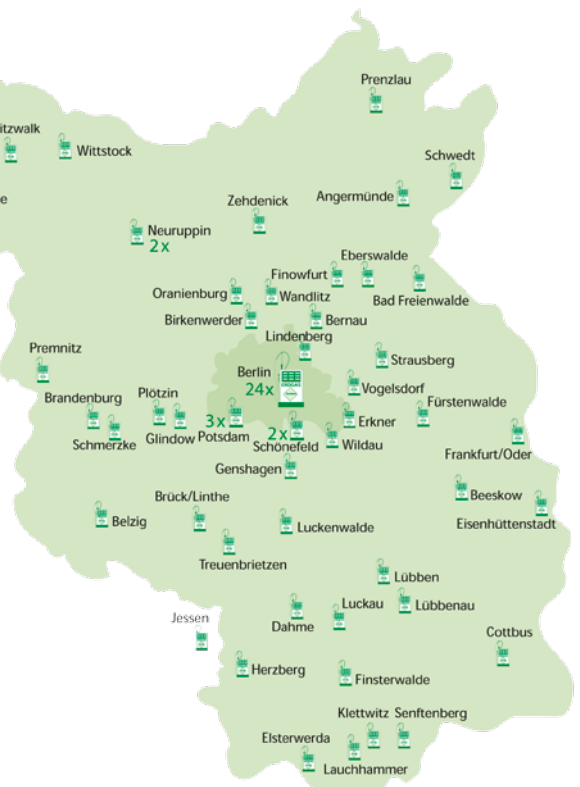 Prenzlau
itzwalk
Wittstock
Schwedt
Angermünde
e
Zehdenick
Neuruppin
2x
Eberswalde
Finowfurt
Oranienburg
Wandlitz
Bad Freienwalde
Birkenwerder
Bernau
Lindenberg
Premnitz
Strausberg
Berlin
24x
Vogelsdorf
Brandenburg
Plötzin
Fürstenwalde
3x
Erkner
2x
Schmerzke
Glindow
Potsdam
Schönefeld
Wildau
Frankfurt/Oder
Genshagen
Brück/Linthe
Beeskow
Belzig
Luckenwalde
Eisenhüttenstadt
Treuenbrietzen
Lübben
Jessen
Luckau
Lübbenau
Dahme
Cottbus
Herzberg
Finsterwalde
Klettwitz
Senftenberg
Elsterwerda
Lauchhammer